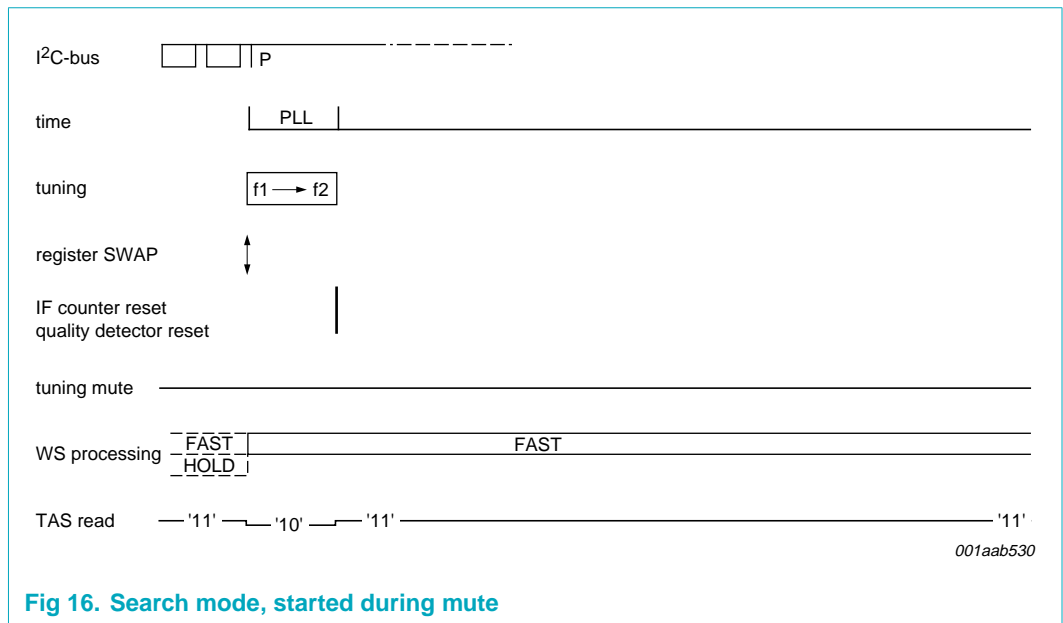 I2C-bus P
time PLL
tuning f1 → f2
register SWAP
IF counter reset
quality detector reset
tuning mute
WS processing FAST FAST
HOLD
TAS read '11' '10' '11' '11'
001aab530
Fig 16. Search mode, started during mute